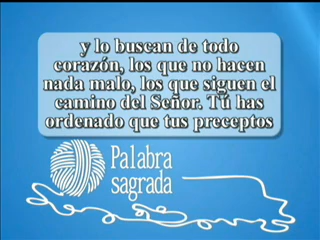 y lo buscan de todo
corazón, los que no hacen
nada malo, los que siguen el
camino del Señor. Tú has
ordenado que tus preceptos
Palabra
sagrada